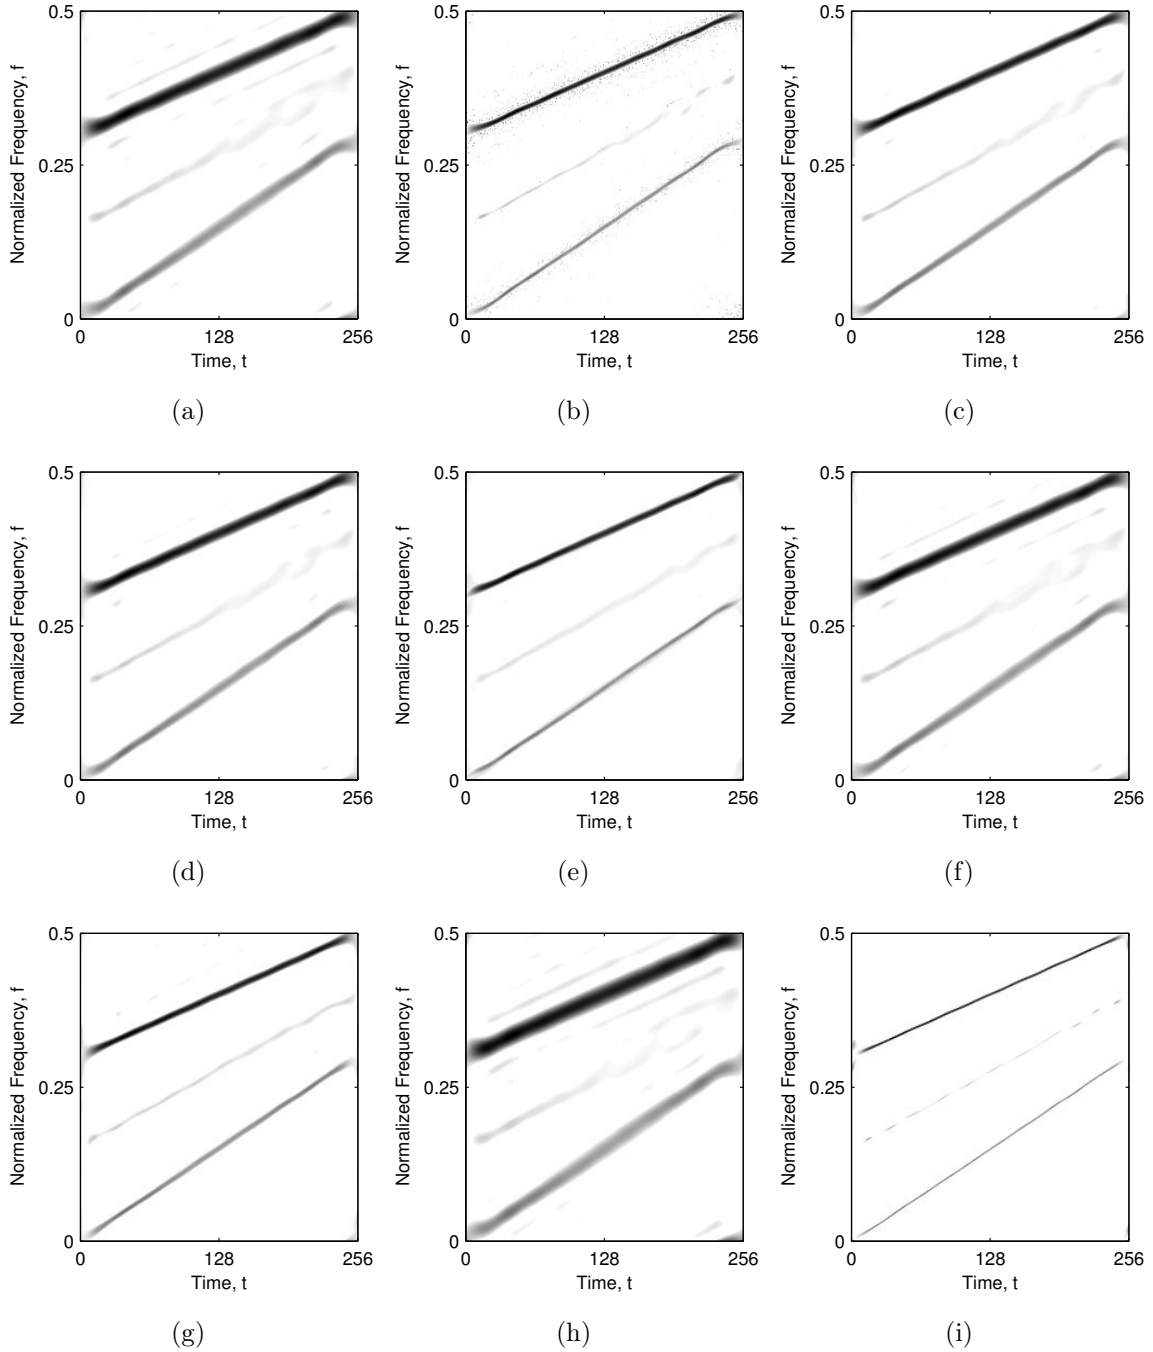 0.5
Normalized Frequency, f
0.25
0
0
128
256
Time, t
(a)
0.5
Normalized Frequency, f
0.25
0
0
128
256
Time, t
(b)
0.5
Normalized Frequency, f
0.25
0
0
128
256
Time, t
(c)
0.5
Normalized Frequency, f
0.25
0
0
128
256
Time, t
(d)
0.5
Normalized Frequency, f
0.25
0
0
128
256
Time, t
(e)
0.5
Normalized Frequency, f
0.25
0
0
128
256
Time, t
(f)
0.5
Normalized Frequency, f
0.25
0
0
128
256
Time, t
(g)
0.5
Normalized Frequency, f
0.25
0
0
128
256
Time, t
(h)
0.5
Normalized Frequency, f
0.25
0
0
128
256
Time, t
(i)